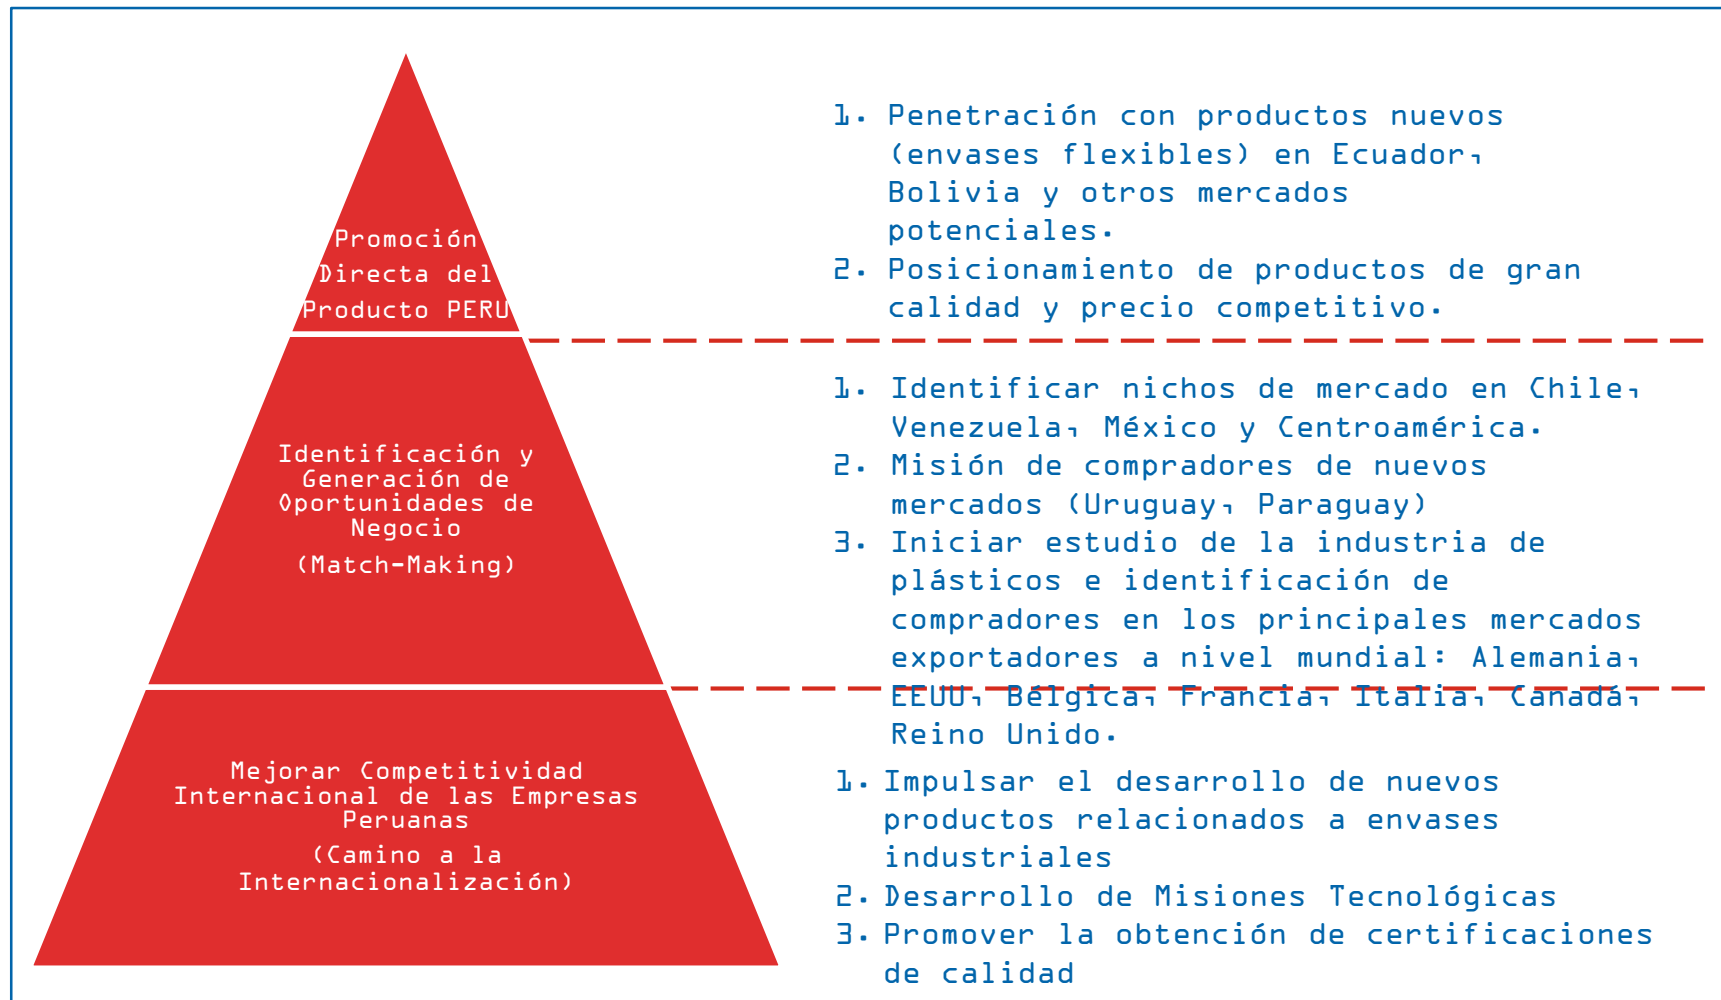 Promoción
Directa del
Producto PERU
1. Penetración con productos nuevos
(envases flexibles) en Ecuador,
Bolivia y otros mercados
potenciales.
2. Posicionamiento de productos de gran
calidad y precio competitivo.
Identificación y
Generación de
Oportunidades de
Negocio
(Match-Making)
1. Identificar nichos de mercado en Chile,
Venezuela, México y Centroamérica.
2. Misión de compradores de nuevos
mercados (Uruguay, Paraguay)
3. Iniciar estudio de la industria de
plásticos e identificación de
compradores en los principales mercados
exportadores a nivel mundial: Alemania,
EEUU, Bélgica, Francia, Italia, Canadá,
Reino Unido.
Mejorar Competitividad
Internacional de las Empresas
Peruanas
(Camino a la
Internacionalización)
1. Impulsar el desarrollo de nuevos
productos relacionados a envases
industriales
2. Desarrollo de Misiones Tecnológicas
3. Promover la obtención de certificaciones
de calidad